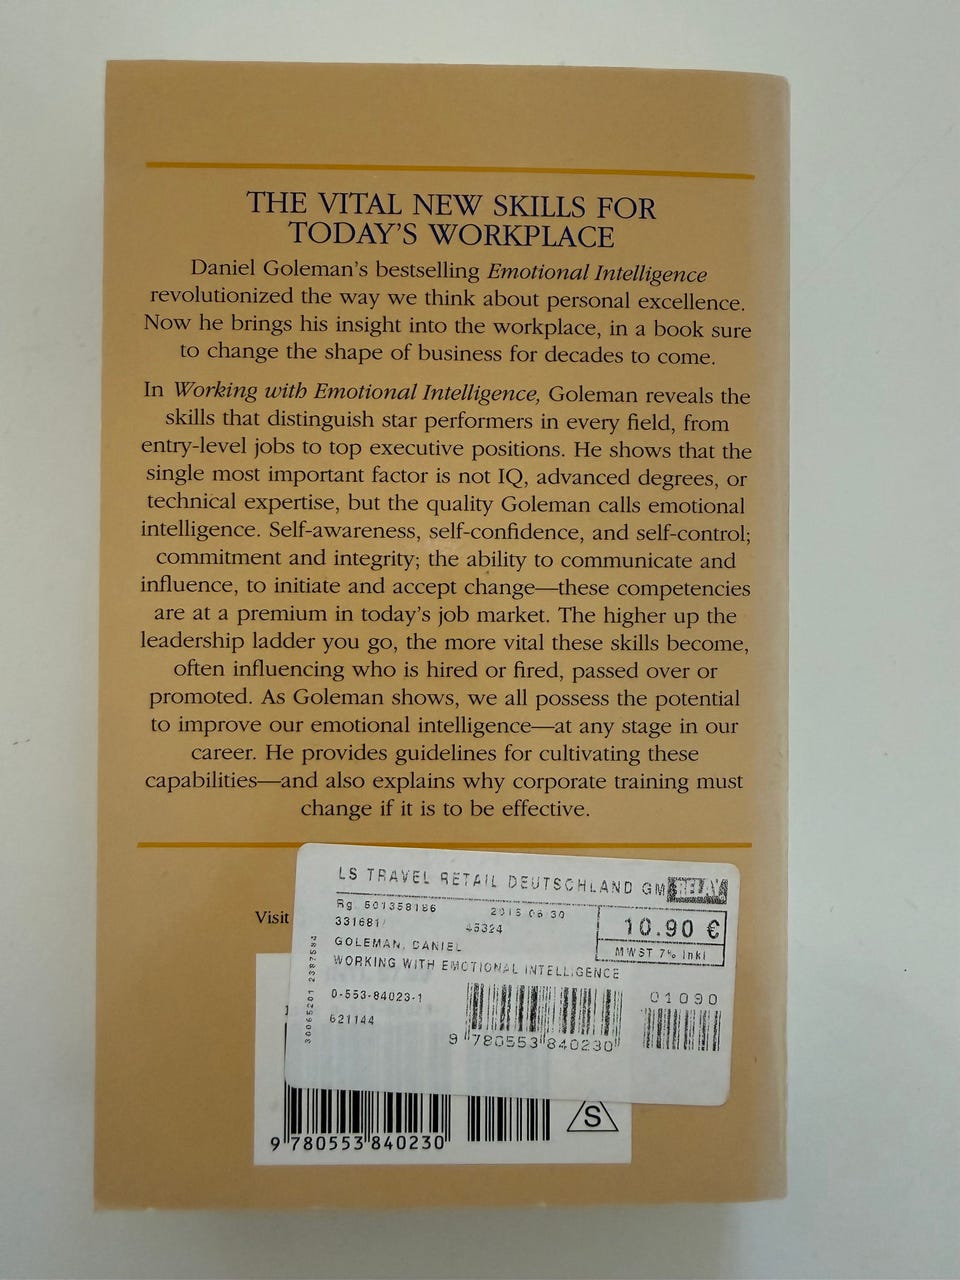 THE VITAL NEW SKILLS FOR
TODAY'S WORKPLACE
Daniel Goleman's bestselling Emotional Intelligence
revolutionized the way we think about personal excellence.
Now he brings his insight into the workplace, in a book sure
to change the shape of business for decades to come.
In Working with Emotional Intelligence, Goleman reveals the
skills that distinguish star performers in every field, from
entry-level jobs to top executive positions. He shows that the
single most important factor is not IQ, advanced degrees, or
technical expertise, but the quality Goleman calls emotional
intelligence. Self-awareness, self-confidence, and self-control;
commitment and integrity; the ability to communicate and
influence, to initiate and accept change—these competencies
are at a premium in today's job market. The higher up the
leadership ladder you go, the more vital these skills become,
often influencing who is hired or fired, passed over or
promoted. As Goleman shows, we all possess the potential
to improve our emotional intelligence—at any stage in our
career. He provides guidelines for cultivating these
capabilities—and also explains why corporate training must
change if it is to be effective.
Visit
LS TRAVEL RETAIL DEUTSCHLAND GM RELAY
Rg. 501358186 2015 06 30
331681 45324
10.90 €
MWST 7% Inkl
GOLEMAN, DANIEL
WORKING WITH EMOTIONAL INTELLIGENCE
0-553-84023-1
01090
621144
9 780553 840230
30065201 2387584
9 780553 840230
S